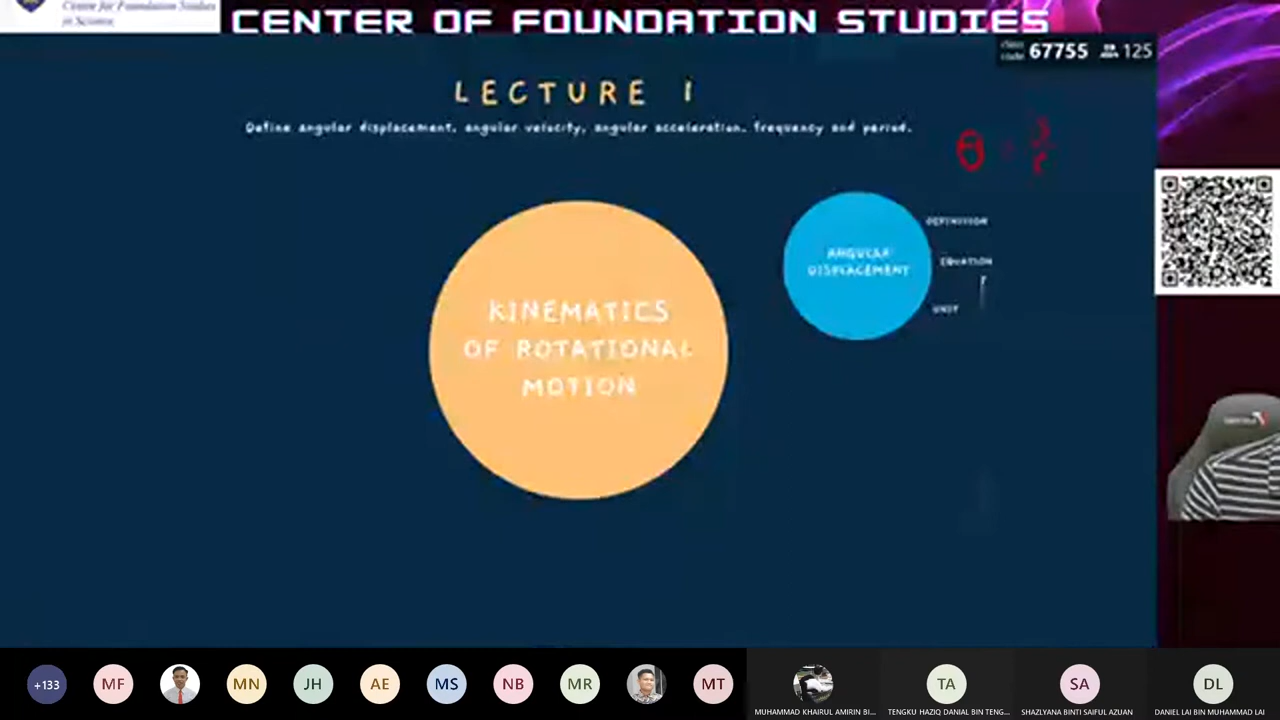 Centre for Foundation Studies
in Science
CENTER OF FOUNDATION STUDIES
class
code 67755 125
LECTURE 1
Define angular displacement, angular velocity, angular acceleration, frequency and period.
θ = s/r
DEFINITION
ANGULAR
DISPLACEMENT
EQUATION
UNIT
KINEMATICS
OF ROTATIONAL
MOTION
+133 MF MN JH AE MS NB MR MT TA SA DL
MUHAMMAD KHAIRUL AMIRIN BI... TENGKU HAZIQ DANIAL BIN TENG... SHAZLYANA BINTI SAIFUL AZUAN DANIEL LAI BIN MUHAMMAD LAI